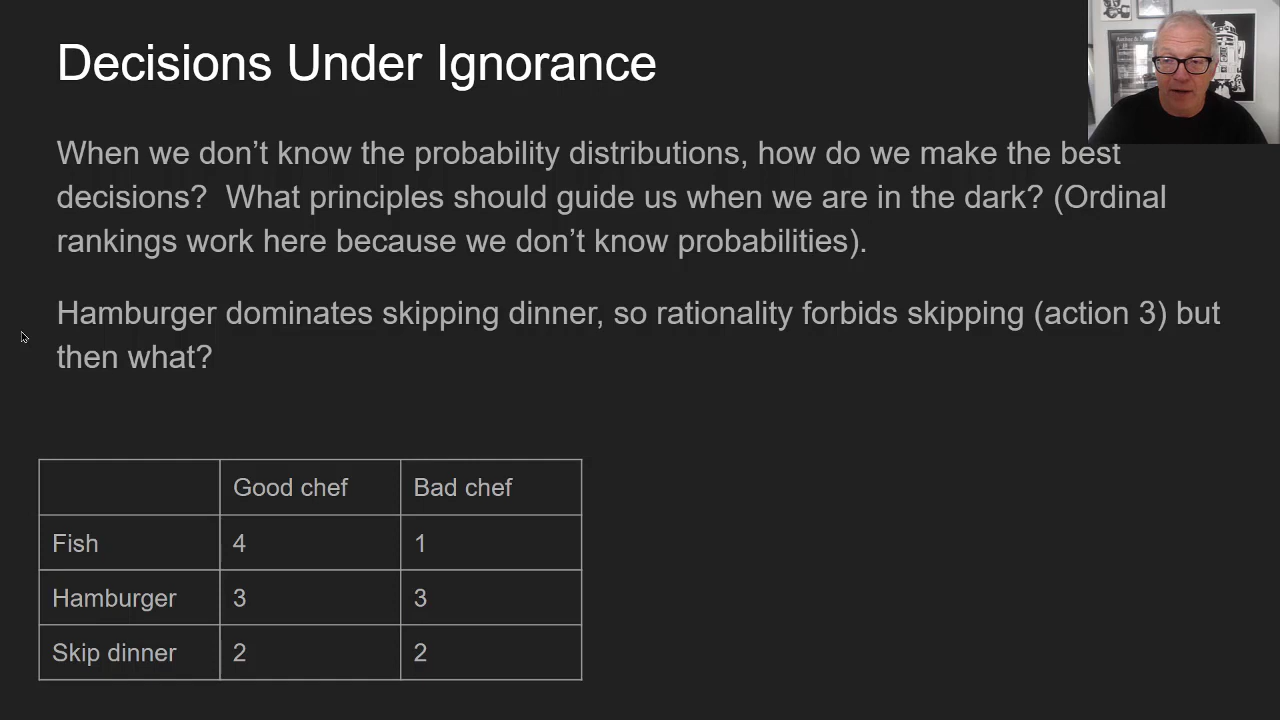 Decisions Under Ignorance
When we don’t know the probability distributions, how do we make the best
decisions?  What principles should guide us when we are in the dark? (Ordinal
rankings work here because we don’t know probabilities).
Hamburger dominates skipping dinner, so rationality forbids skipping (action 3) but
then what?
Good chef Bad chef
Fish 4 1
Hamburger 3 3
Skip dinner 2 2